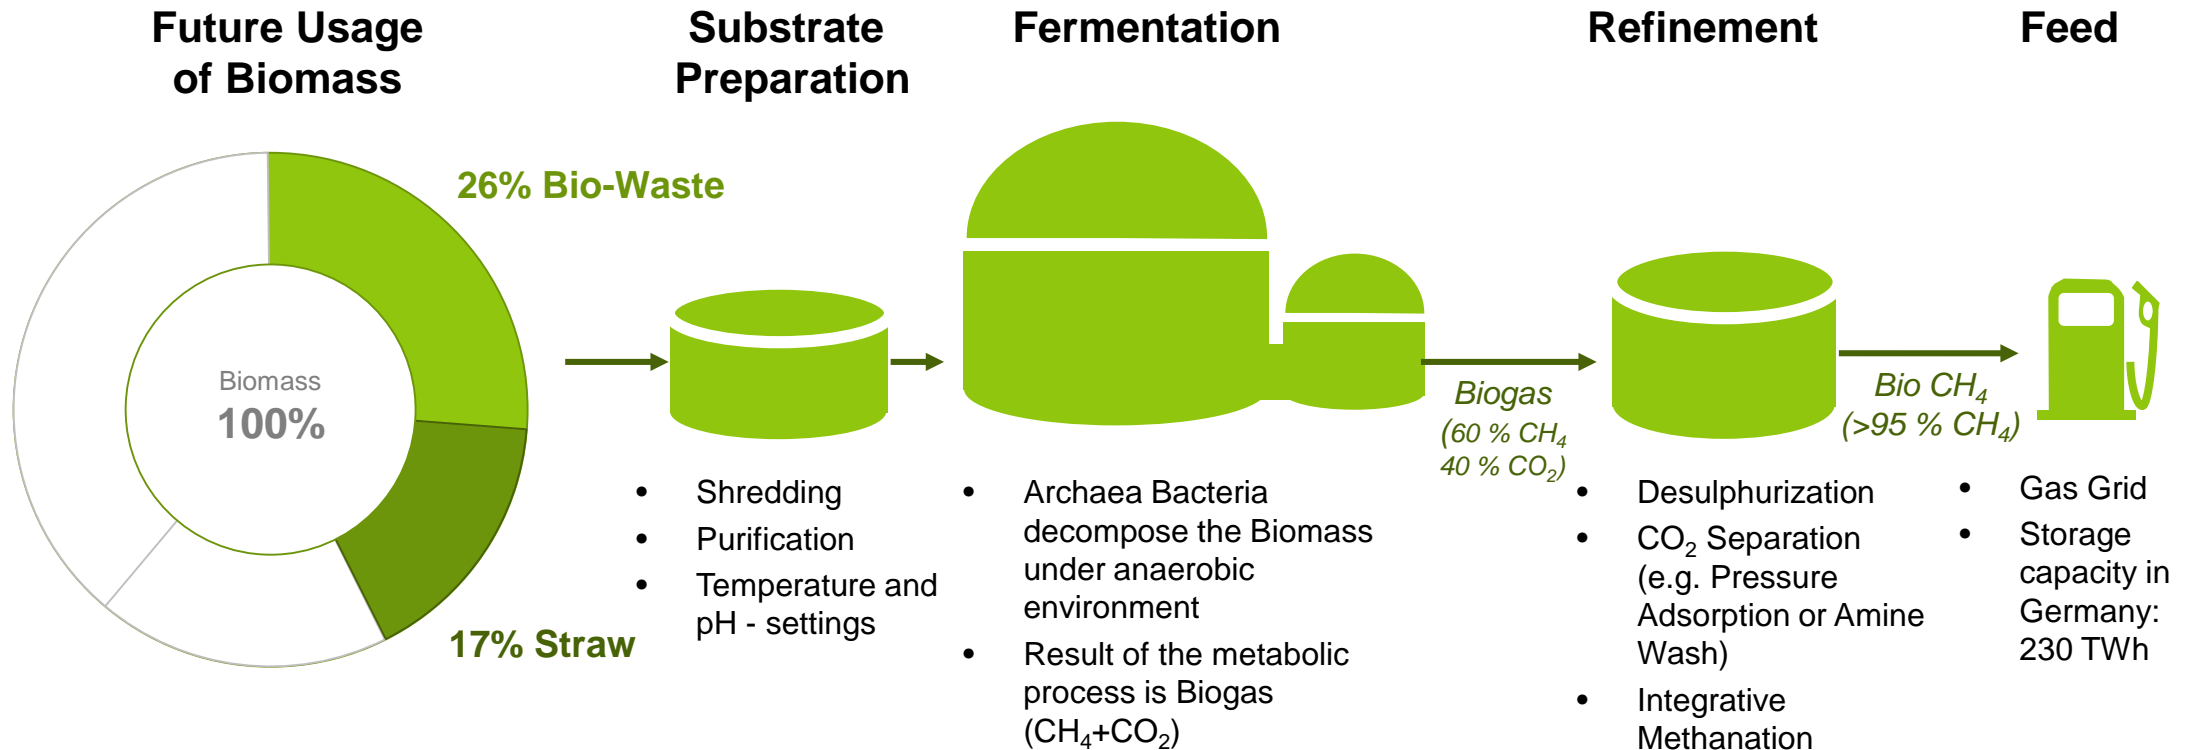 Future Usage
of Biomass
26% Bio-Waste
Biomass
100%
17% Straw
Substrate
Preparation
• Shredding
• Purification
• Temperature and
pH - settings
Fermentation
• Archaea Bacteria
decompose the Biomass
under anaerobic
environment
• Result of the metabolic
process is Biogas
(CH₄+CO₂)
Biogas
(60 % CH₄
40 % CO₂)
Refinement
• Desulphurization
• CO₂ Separation
(e.g. Pressure
Adsorption or Amine
Wash)
• Integrative
Methanation
Bio CH₄
(>95 % CH₄)
Feed
• Gas Grid
• Storage
capacity in
Germany:
230 TWh